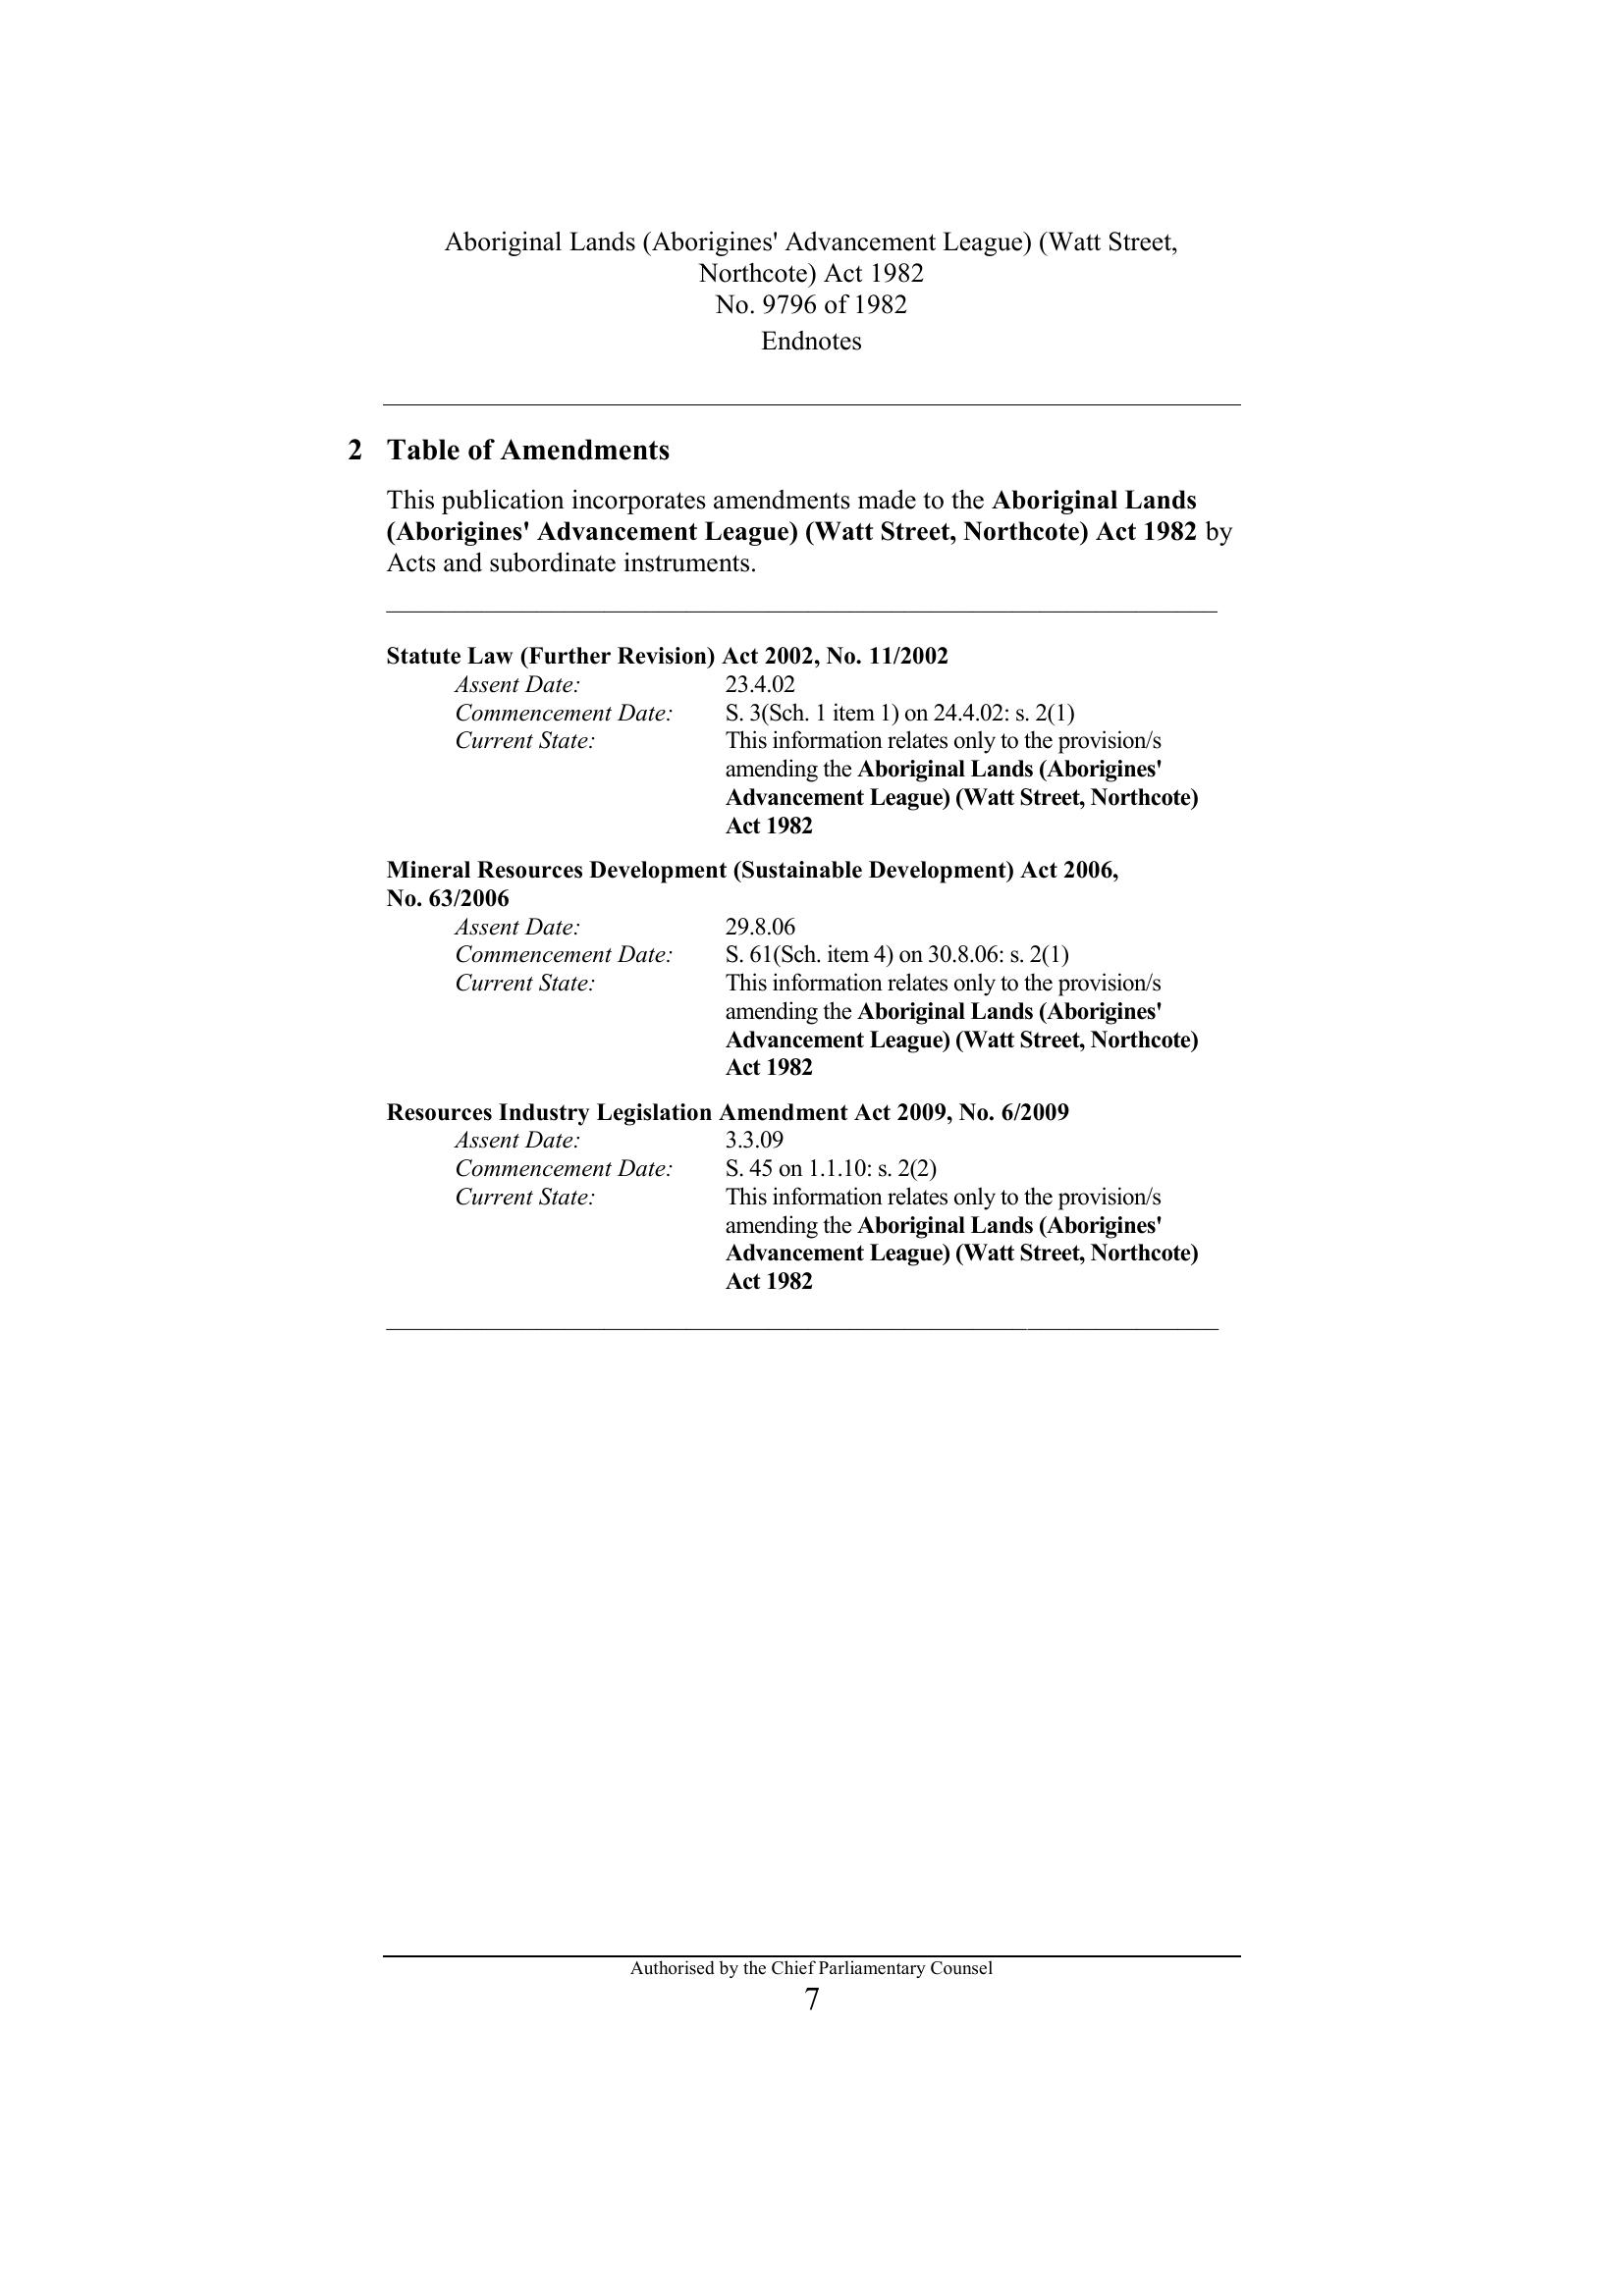 Aboriginal Lands (Aborigines' Advancement League) (Watt Street,
Northcote) Act 1982
No. 9796 of 1982
Endnotes
2 Table of Amendments
This publication incorporates amendments made to the Aboriginal Lands
(Aborigines' Advancement League) (Watt Street, Northcote) Act 1982 by
Acts and subordinate instruments.
Statute Law (Further Revision) Act 2002, No. 11/2002
Assent Date: 23.4.02
Commencement Date: S. 3(Sch. 1 item 1) on 24.4.02: s. 2(1)
Current State: This information relates only to the provision/s
amending the Aboriginal Lands (Aborigines'
Advancement League) (Watt Street, Northcote)
Act 1982
Mineral Resources Development (Sustainable Development) Act 2006,
No. 63/2006
Assent Date: 29.8.06
Commencement Date: S. 61(Sch. item 4) on 30.8.06: s. 2(1)
Current State: This information relates only to the provision/s
amending the Aboriginal Lands (Aborigines'
Advancement League) (Watt Street, Northcote)
Act 1982
Resources Industry Legislation Amendment Act 2009, No. 6/2009
Assent Date: 3.3.09
Commencement Date: S. 45 on 1.1.10: s. 2(2)
Current State: This information relates only to the provision/s
amending the Aboriginal Lands (Aborigines'
Advancement League) (Watt Street, Northcote)
Act 1982
Authorised by the Chief Parliamentary Counsel
7